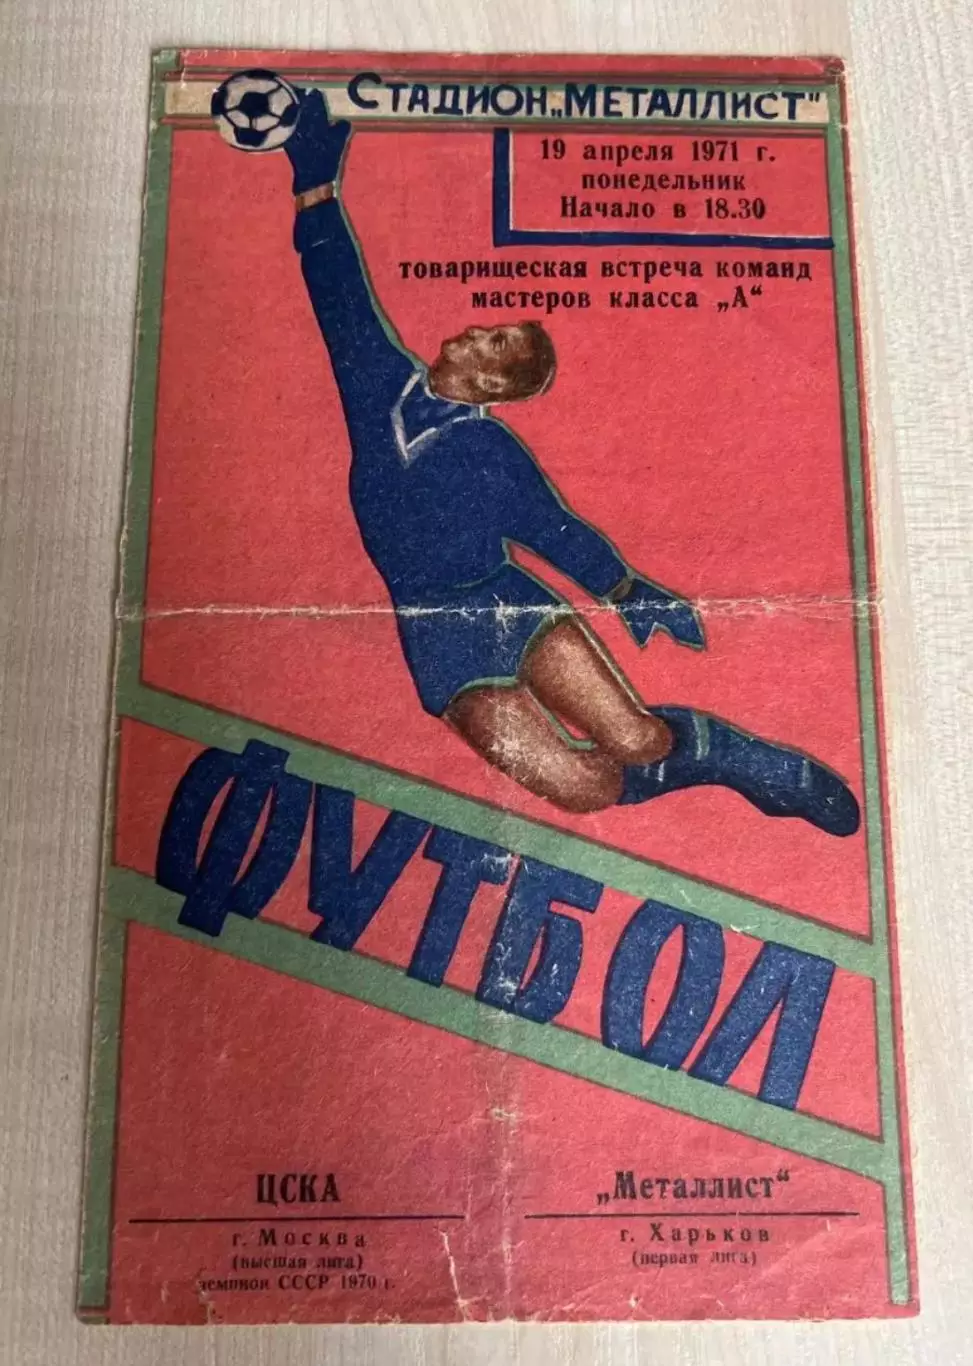 Стадион „Металлист"
19 апреля 1971 г.
понедельник
Начало в 18.30
товарищеская встреча команд
мастеров класса „А“
ФУТБОЛ
ЦСКА
г. Москва
(высшая лига)
чемпион СССР 1970 г.
„Металлист“
г. Харьков
(первая лига)